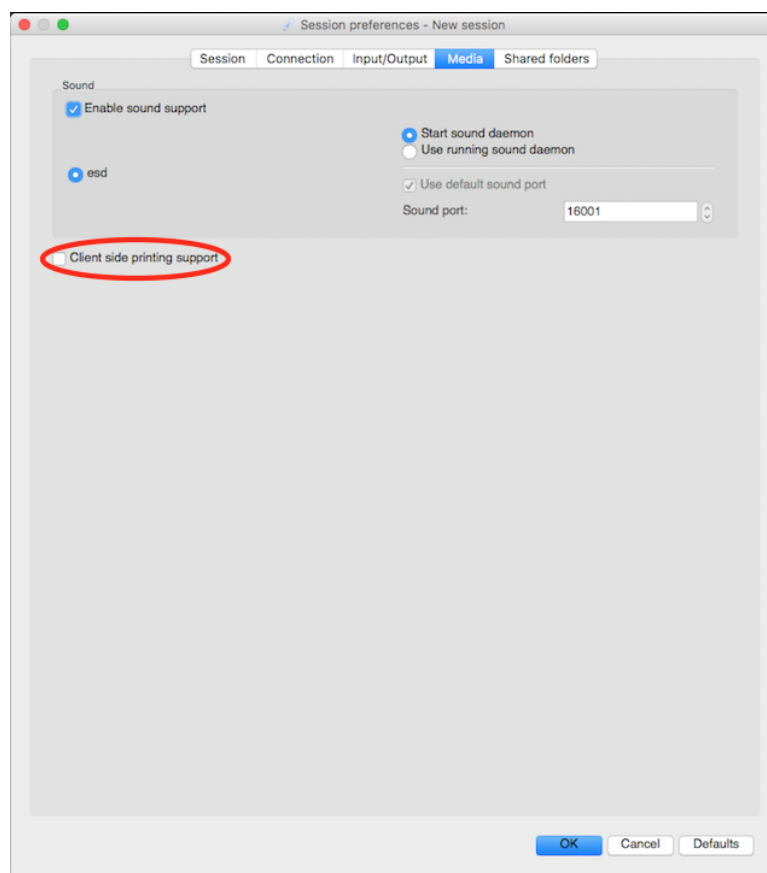 Session preferences - New session
Session Connection Input/Output Media Shared folders
Sound
Enable sound support
Start sound daemon
Use running sound daemon
esd
Use default sound port
Sound port: 16001
Client side printing support
OK Cancel Defaults